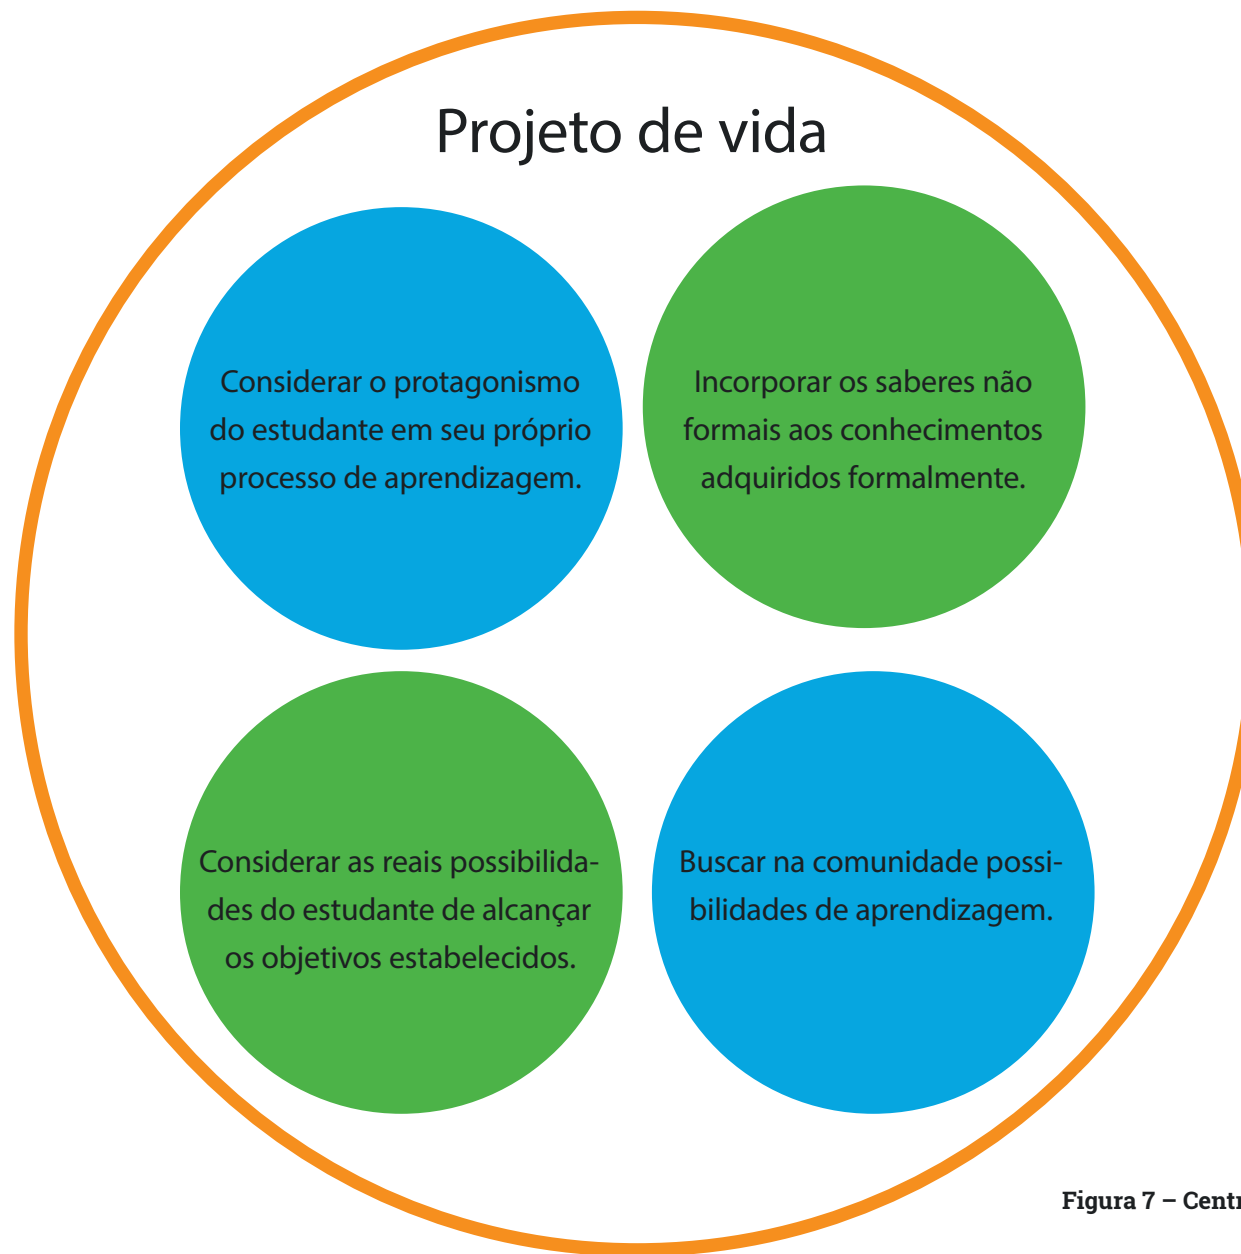 Projeto de vida
Considerar o protagonismo
do estudante em seu próprio
processo de aprendizagem.
Incorporar os saberes não
formais aos conhecimentos
adquiridos formalmente.
Considerar as reais possibilida-
des do estudante de alcançar
os objetivos estabelecidos.
Buscar na comunidade possi-
bilidades de aprendizagem.
Figura 7 – Centr